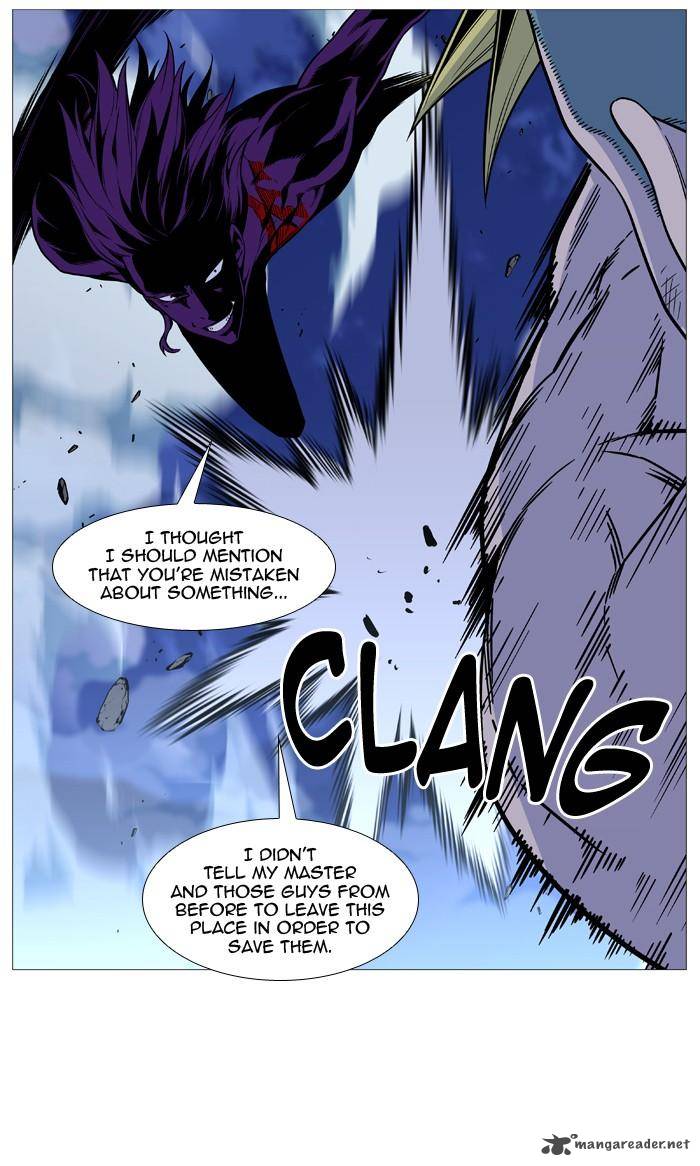 I THOUGHT
I SHOULD MENTION
THAT YOU'RE MISTAKEN
ABOUT SOMETHING...
CLANG
I DIDN'T
TELL MY MASTER
AND THOSE GUYS FROM
BEFORE TO LEAVE THIS
PLACE IN ORDER TO
SAVE THEM.
mangareader.net